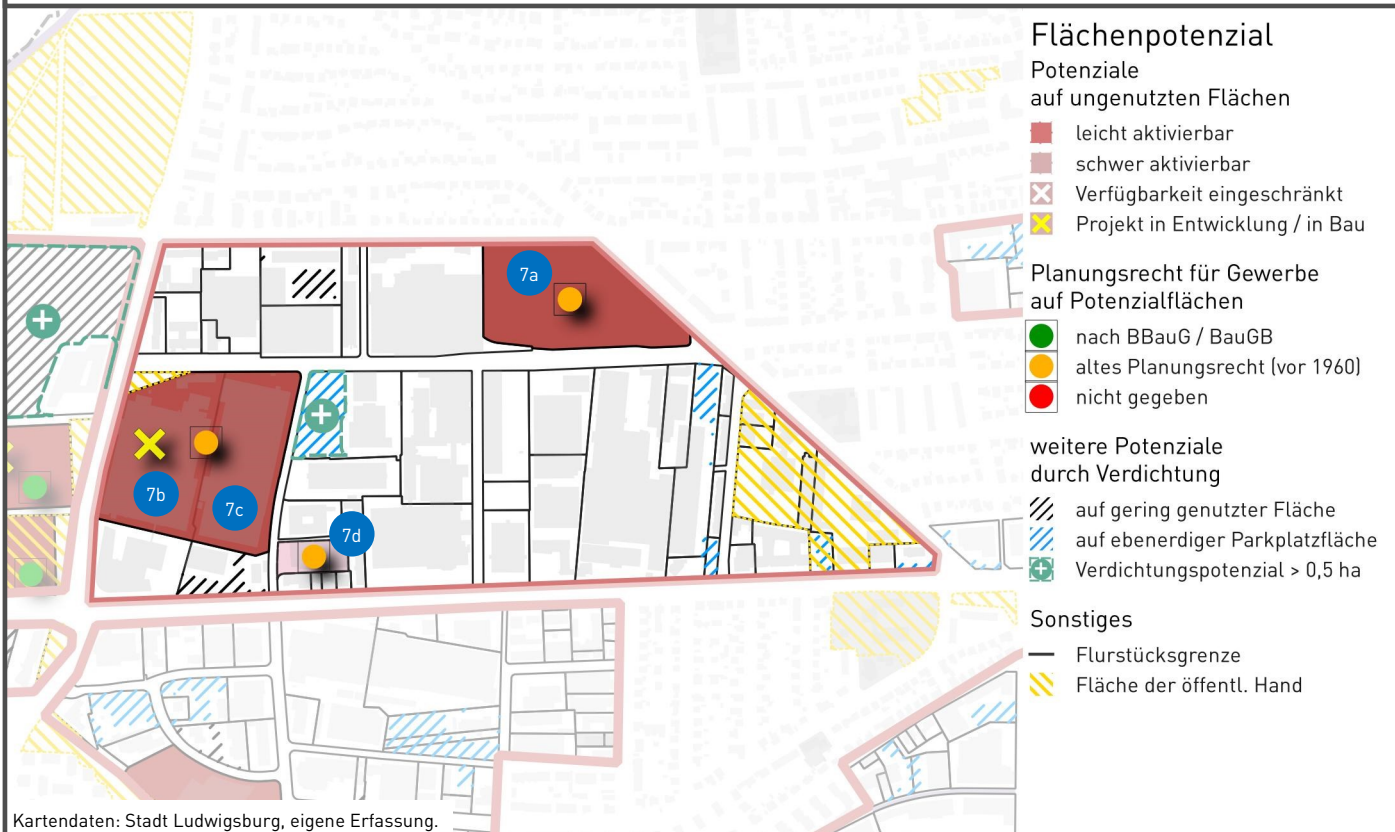 Flächenpotenzial
Potenziale
auf ungenutzten Flächen
leicht aktivierbar
schwer aktivierbar
Verfügbarkeit eingeschränkt
Projekt in Entwicklung / in Bau
Planungsrecht für Gewerbe
auf Potenzialflächen
nach BBauG / BauGB
altes Planungsrecht (vor 1960)
nicht gegeben
weitere Potenziale
durch Verdichtung
auf gering genutzter Fläche
auf ebenerdiger Parkplatzfläche
Verdichtungspotenzial > 0,5 ha
Sonstiges
Flurstücksgrenze
Fläche der öffentl. Hand
7a
7b
7c
7d
Kartendaten: Stadt Ludwigsburg, eigene Erfassung.